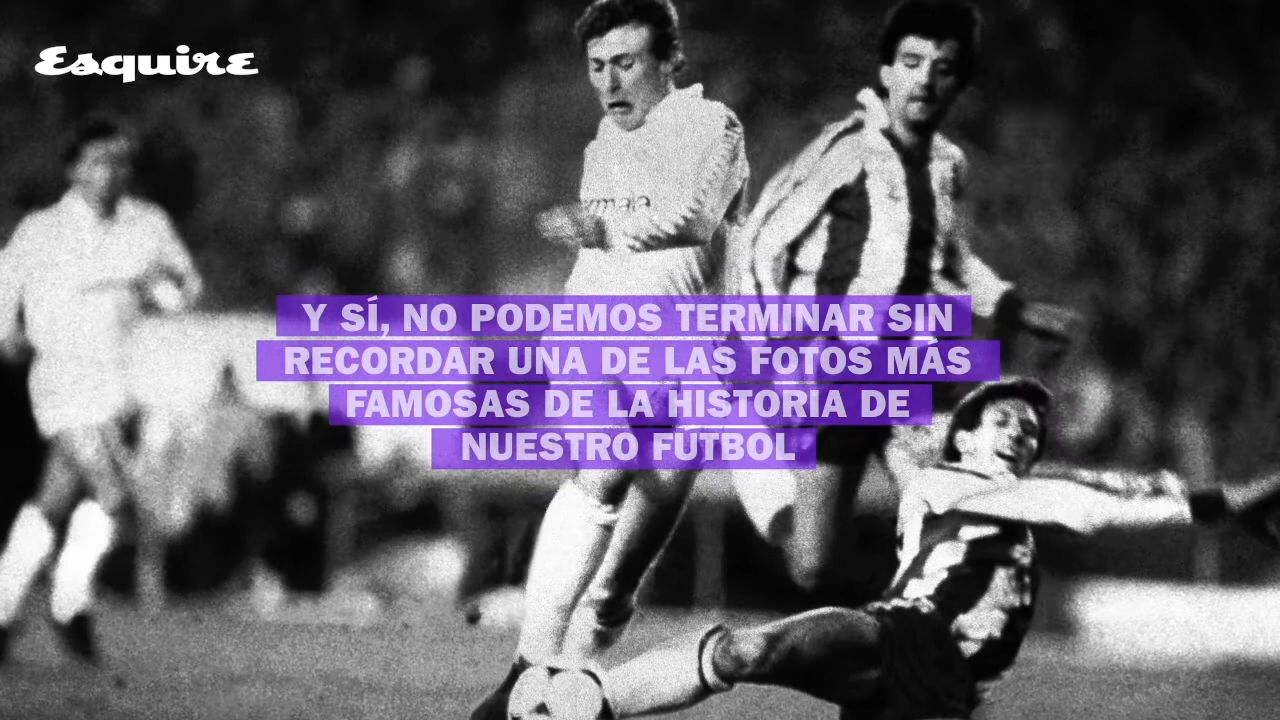 Esquire
Y SÍ, NO PODEMOS TERMINAR SIN
RECORDAR UNA DE LAS FOTOS MÁS
FAMOSAS DE LA HISTORIA DE
NUESTRO FÚTBOL